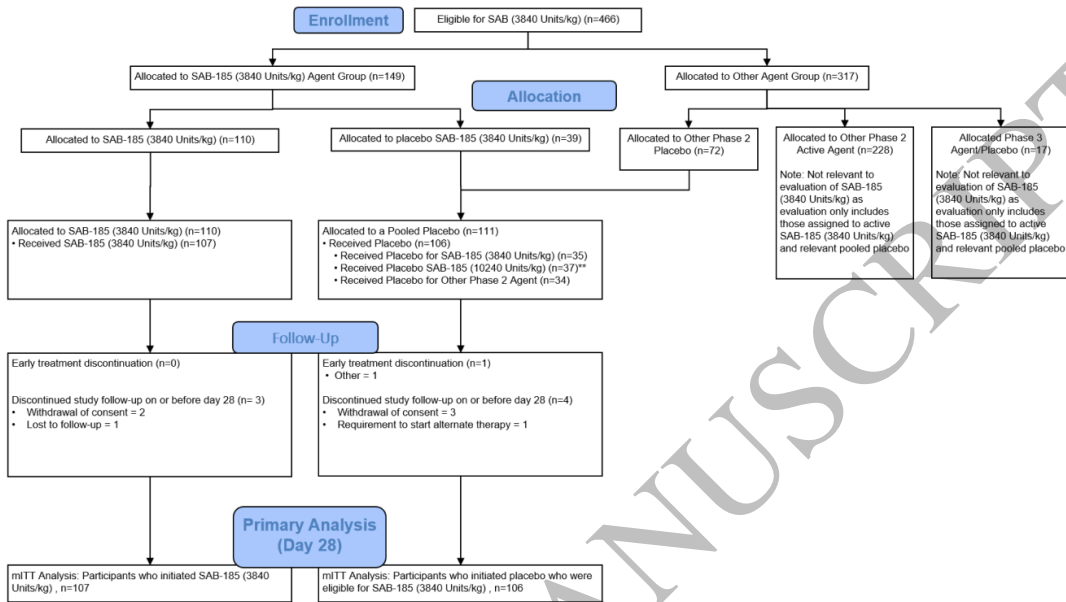 Enrollment
Eligible for SAB (3840 Units/kg) (n=466)
Allocated to SAB-185 (3840 Units/kg) Agent Group (n=149)
Allocated to Other Agent Group (n=317)
Allocation
Allocated to SAB-185 (3840 Units/kg) (n=110)
Allocated to placebo SAB-185 (3840 Units/kg) (n=39)
Allocated to Other Phase 2
Placebo (n=72)
Allocated to Other Phase 2
Active Agent (n=228)
Note: Not relevant to
evaluation of SAB-185
(3840 Units/kg) as
evaluation only includes
those assigned to active
SAB-185 (3840 Units/kg)
and relevant pooled placebo
Allocated Phase 3
Agent/Placebo (n=17)
Note: Not relevant to
evaluation of SAB-185
(3840 Units/kg) as
evaluation only includes
those assigned to active
SAB-185 (3840 Units/kg)
and relevant pooled placebo
Allocated to SAB-185 (3840 Units/kg) (n=110)
• Received SAB-185 (3840 Units/kg) (n=107)
Allocated to a Pooled Placebo (n=111)
• Received Placebo (n=106)
• Received Placebo for SAB-185 (3840 Units/kg) (n=35)
• Received Placebo SAB-185 (10240 Units/kg) (n=37)**
• Received Placebo for Other Phase 2 Agent (n=34)
Follow-Up
Early treatment discontinuation (n=0)
Discontinued study follow-up on or before day 28 (n= 3)
• Withdrawal of consent = 2
• Lost to follow-up = 1
Early treatment discontinuation (n=1)
• Other = 1
Discontinued study follow-up on or before day 28 (n=4)
• Withdrawal of consent = 3
• Requirement to start alternate therapy = 1
Primary Analysis
(Day 28)
mITT Analysis: Participants who initiated SAB-185 (3840
Units/kg) , n=107
mITT Analysis: Participants who initiated placebo who were
eligible for SAB-185 (3840 Units/kg) , n=106
ANUSCRIPT